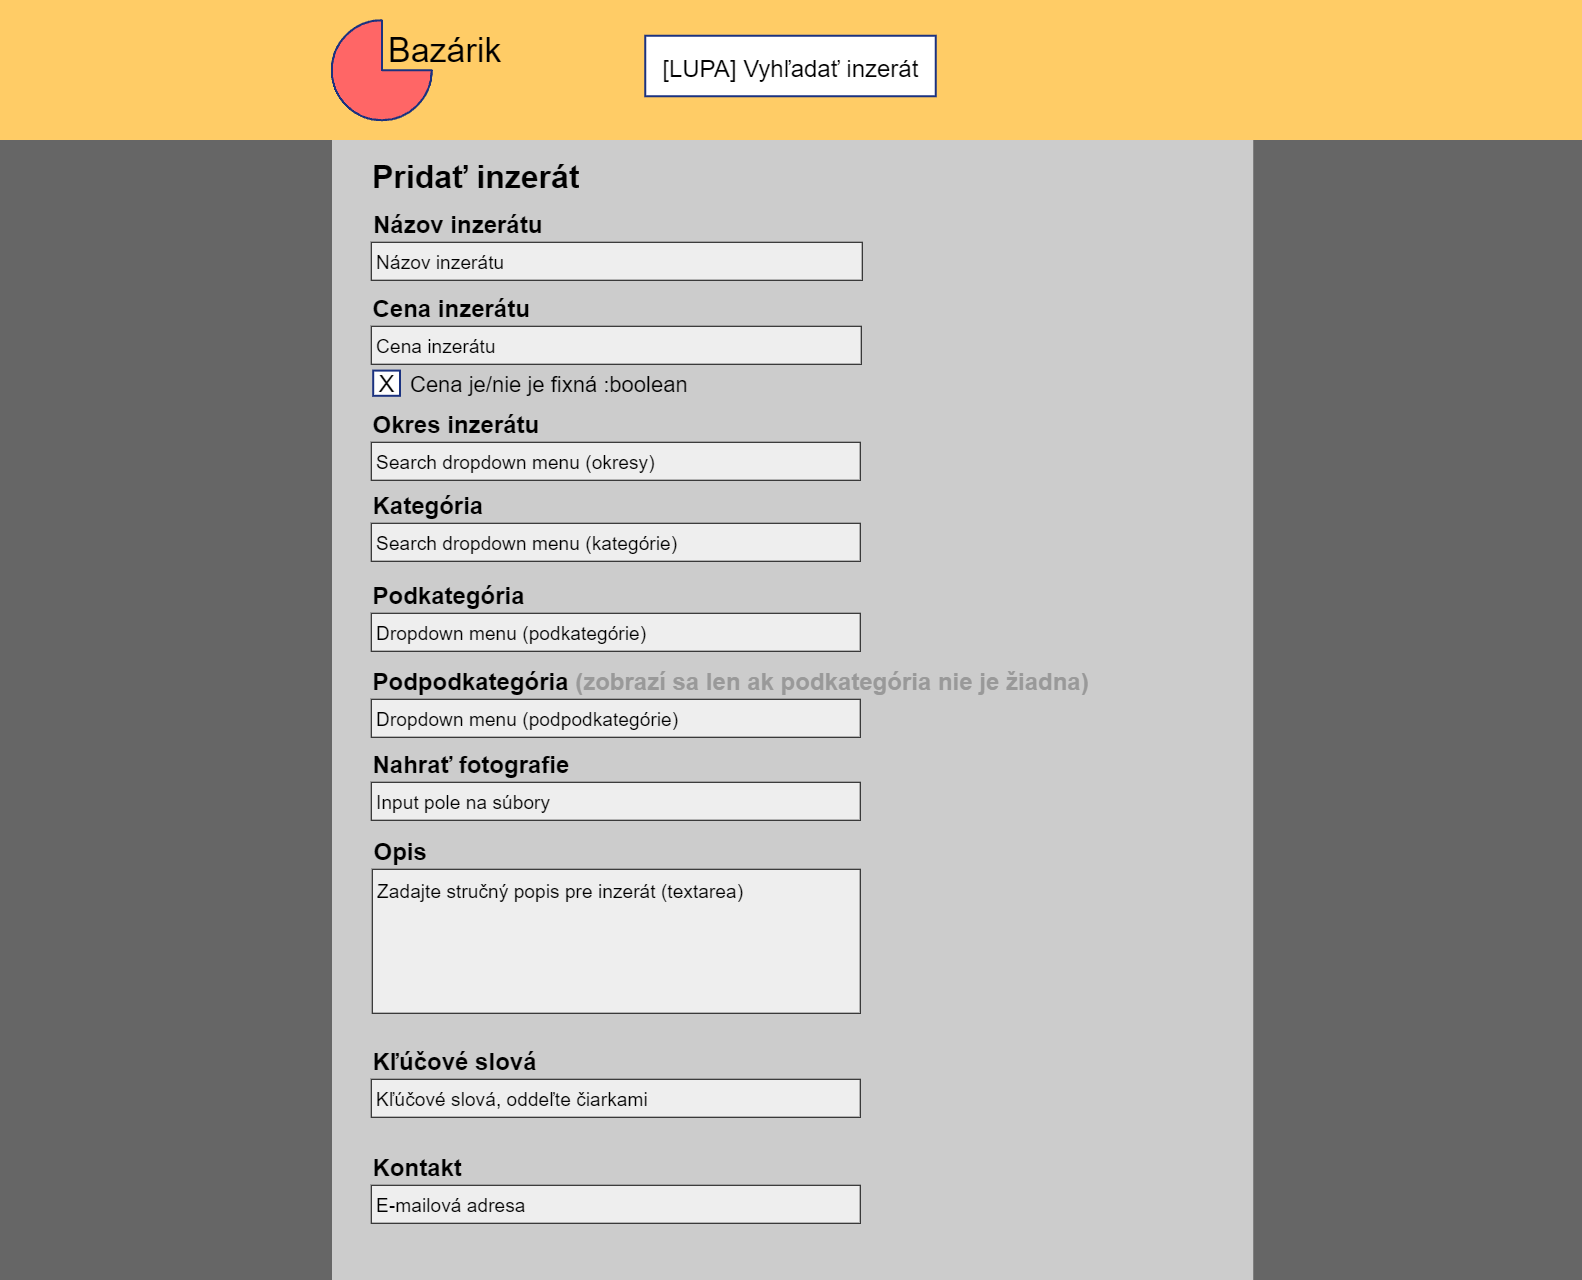 Bazárik
[LUPA] Vyhľadať inzerát
Pridať inzerát
Názov inzerátu
Názov inzerátu
Cena inzerátu
Cena inzerátu
X Cena je/nie je fixná :boolean
Okres inzerátu
Search dropdown menu (okresy)
Kategória
Search dropdown menu (kategórie)
Podkategória
Dropdown menu (podkategórie)
Podpodkategória (zobrazí sa len ak podkategória nie je žiadna)
Dropdown menu (podpodkategórie)
Nahrať fotografie
Input pole na súbory
Opis
Zadajte stručný popis pre inzerát (textarea)
Kľúčové slová
Kľúčové slová, oddeľte čiarkami
Kontakt
E-mailová adresa